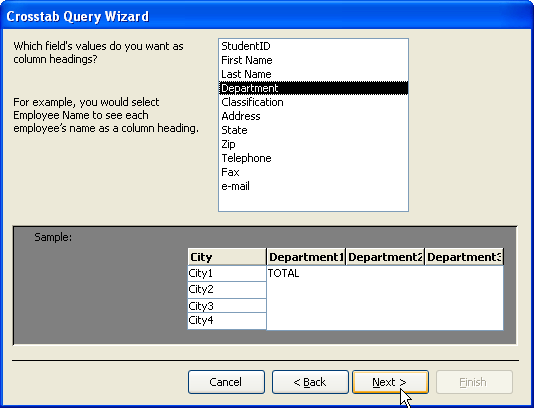 Crosstab Query Wizard
Which field's values do you want as
column headings?
For example, you would select
Employee Name to see each
employee's name as a column heading.
StudentID
First Name
Last Name
Department
Classification
Address
State
Zip
Telephone
Fax
e-mail
Sample:
City Department1 Department2 Department3
City1 TOTAL
City2
City3
City4
Cancel < Back Next > Finish